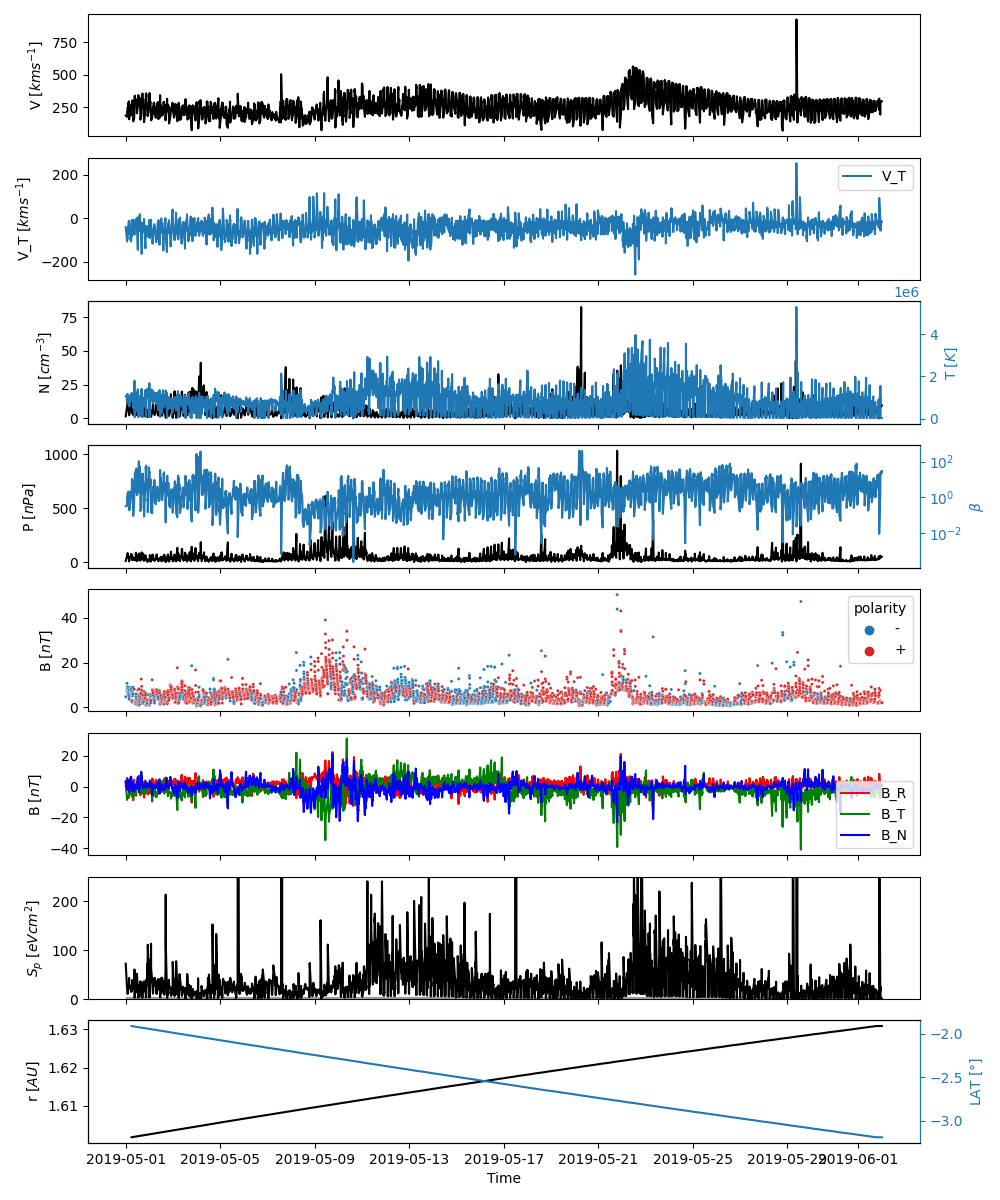 V [kms⁻¹]
750
500
250
V_T [kms⁻¹]
200
0
−200
V_T
1e6
N [cm⁻³]
75
50
25
0
T [K]
4
2
0
P [nPa]
1000
500
0
β
10²
10⁰
10⁻²
B [nT]
40
20
0
polarity
-
+
B [nT]
20
0
−20
−40
B_R
B_T
B_N
Sₚ [eVcm²]
200
100
0
r [AU]
1.63
1.62
1.61
LAT [°]
−2.0
−2.5
−3.0
2019-05-01 2019-05-05 2019-05-09 2019-05-13 2019-05-17 2019-05-21 2019-05-25 2019-05-29 2019-06-01
Time